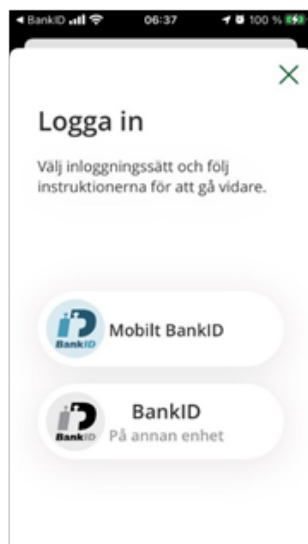 BankID 06:37 100 %
Logga in
Välj inloggningssätt och följ
instruktionerna för att gå vidare.
BankID
Mobilt BankID
BankID
BankID
På annan enhet